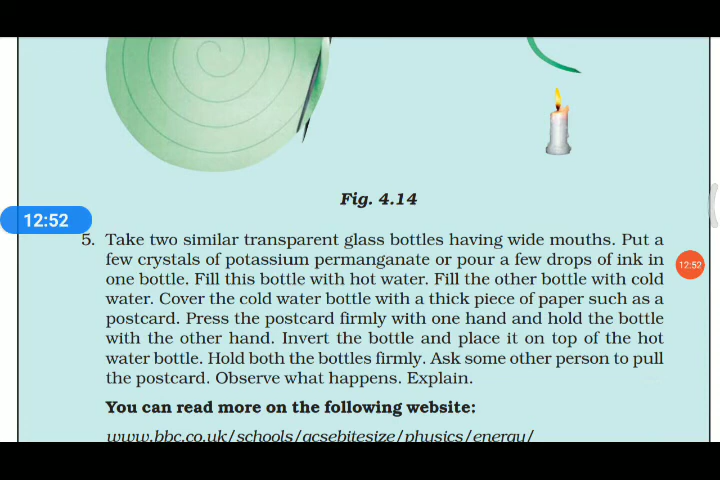 Fig. 4.14
12:52
5. Take two similar transparent glass bottles having wide mouths. Put a
few crystals of potassium permanganate or pour a few drops of ink in
one bottle. Fill this bottle with hot water. Fill the other bottle with cold
12:52
water. Cover the cold water bottle with a thick piece of paper such as a
postcard. Press the postcard firmly with one hand and hold the bottle
with the other hand. Invert the bottle and place it on top of the hot
water bottle. Hold both the bottles firmly. Ask some other person to pull
the postcard. Observe what happens. Explain.
You can read more on the following website:
www.bbc.co.uk/schools/gcsebitesize/physics/energy/